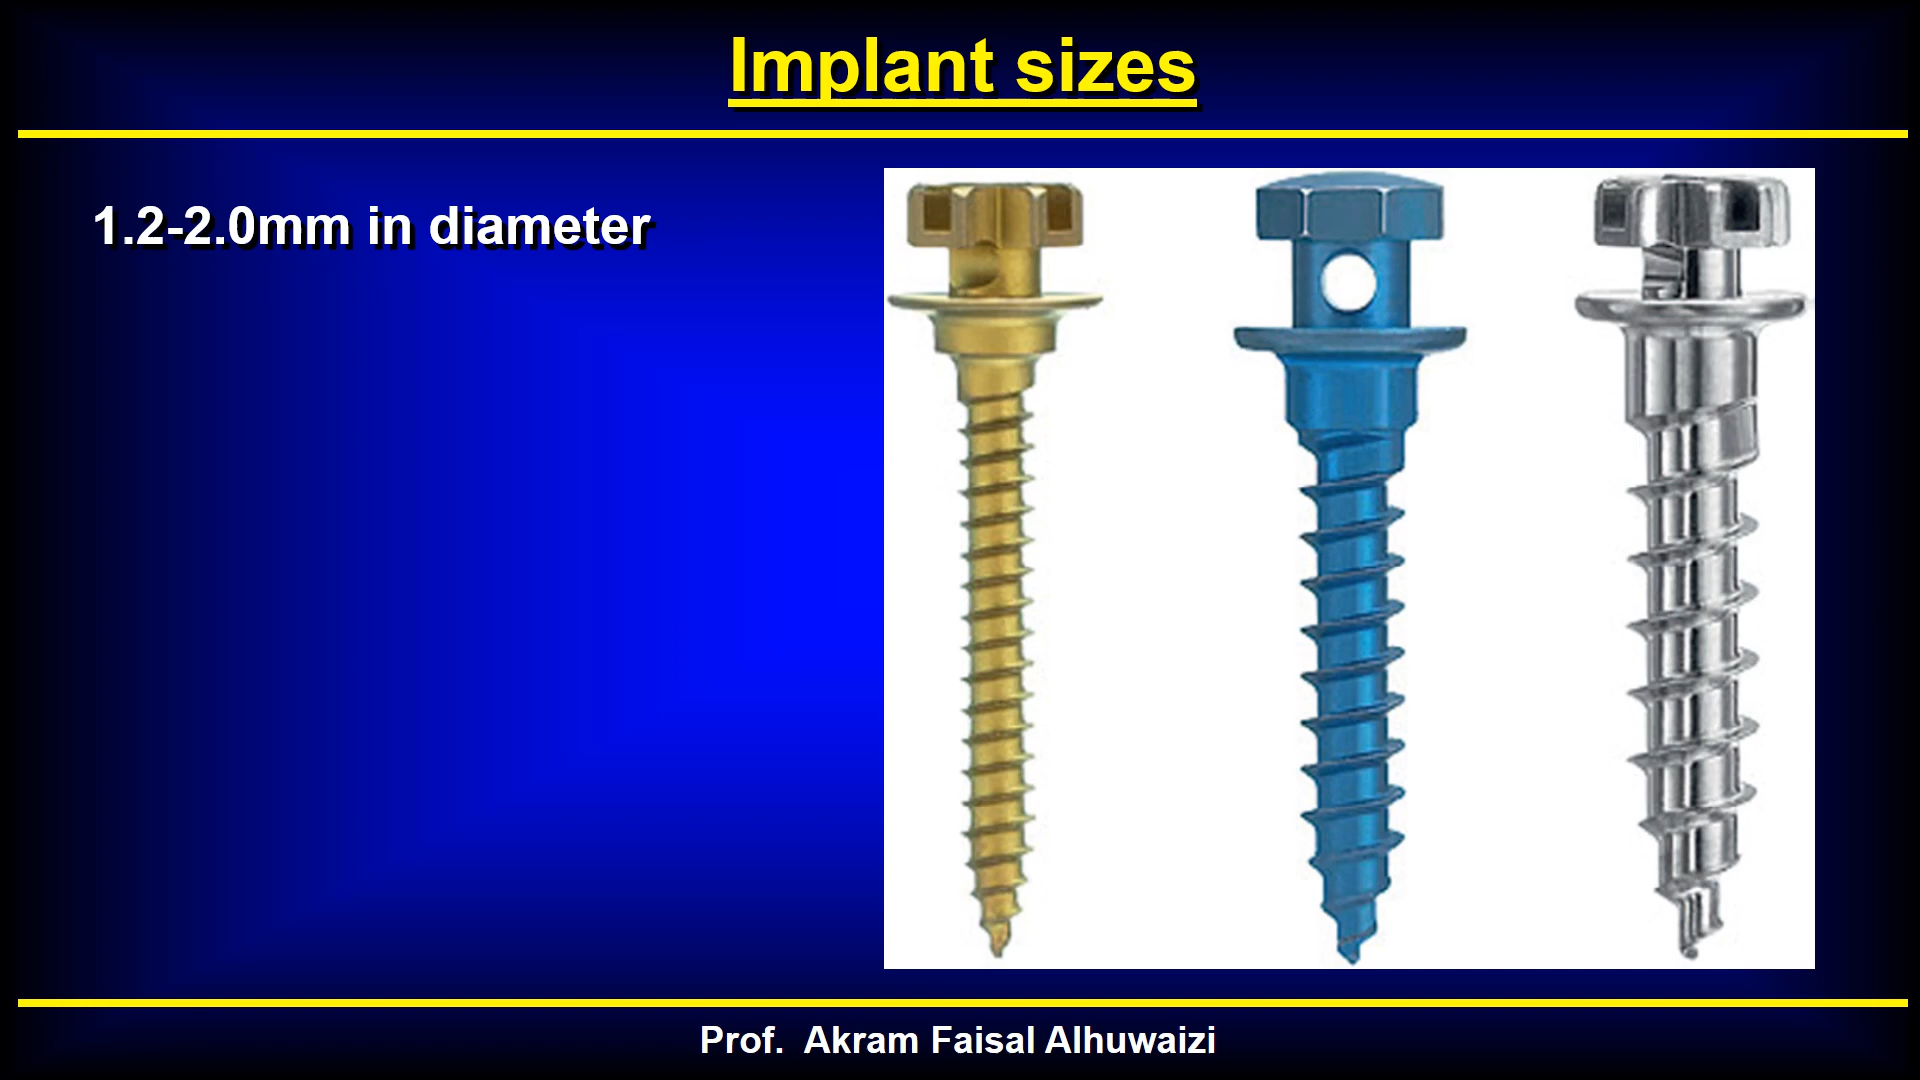 Implant sizes
1.2-2.0mm in diameter
Prof.  Akram Faisal Alhuwaizi